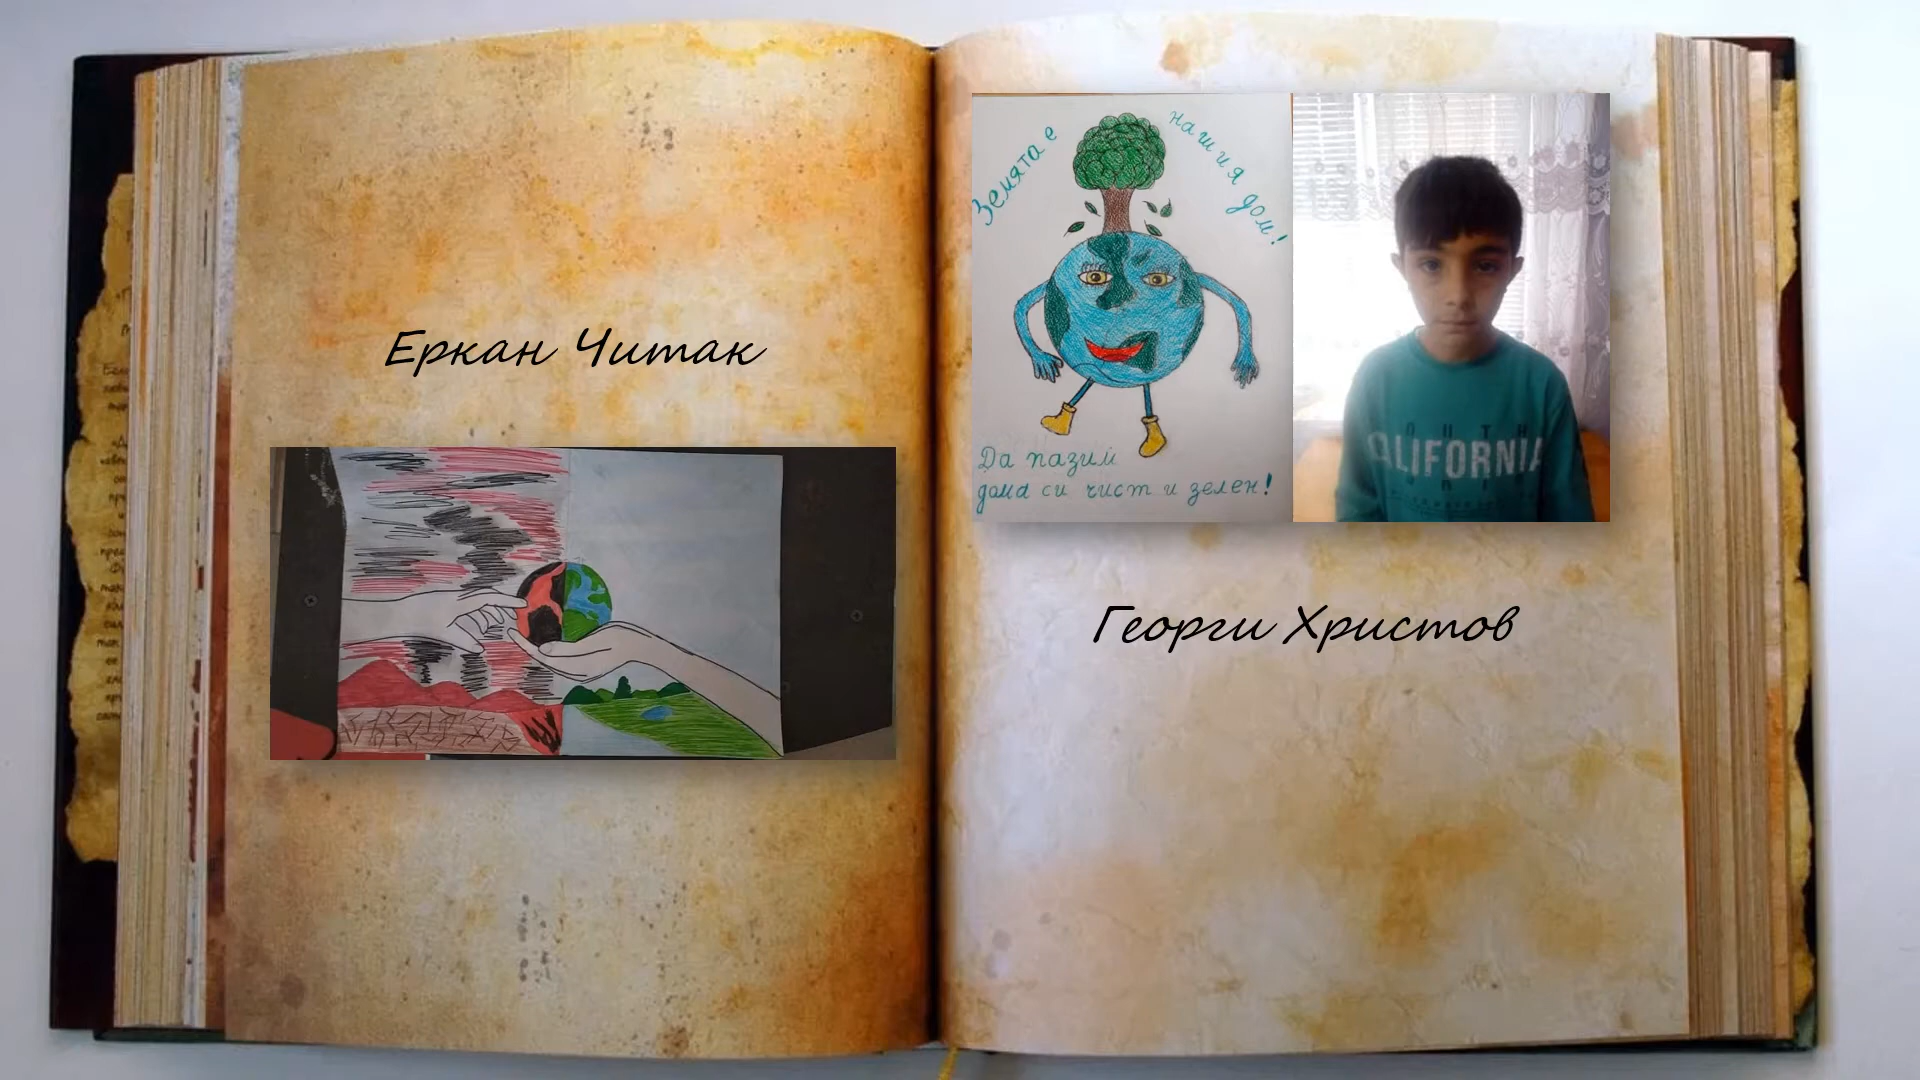 Еркан Читак
Земята е нашия дом!
Да пазим
дома си чист и зелен!
CALIFORNIA
Георги Христов